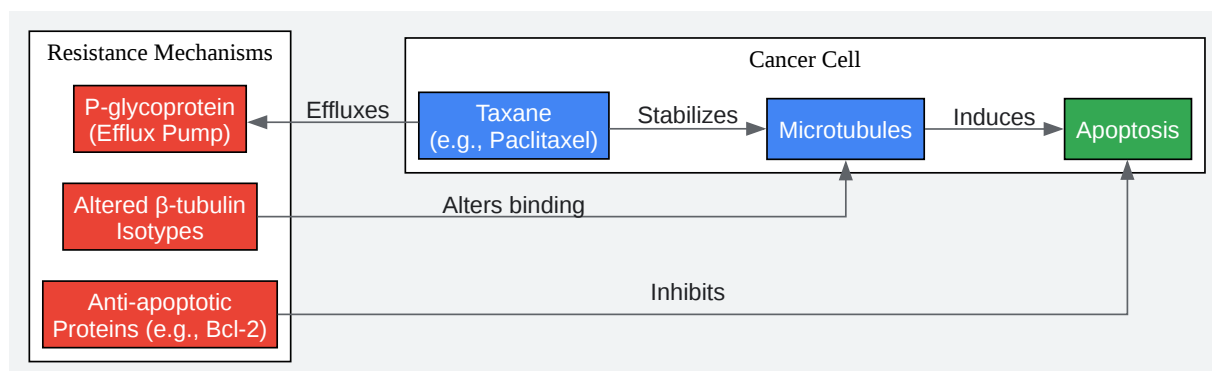 Resistance Mechanisms
P-glycoprotein
(Efflux Pump)
Altered β-tubulin
Isotypes
Anti-apoptotic
Proteins (e.g., Bcl-2)
Cancer Cell
Effluxes
Taxane
(e.g., Paclitaxel)
Stabilizes
Microtubules
Induces
Apoptosis
Alters binding
Inhibits